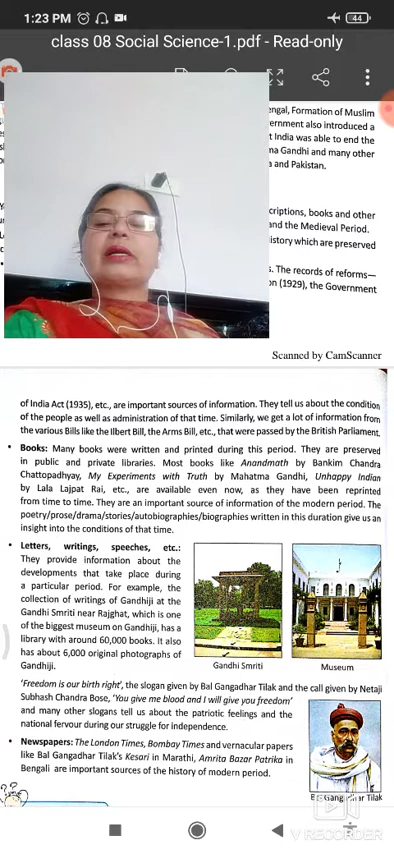 1:23 PM
44
class 08 Social Science-1.pdf - Read-only
engal, Formation of Muslim
ernment also introduced a
t India was able to end the
na Gandhi and many other
and Pakistan.
criptions, books and other
and the Medieval Period.
istory which are preserved
s. The records of reforms—
on (1929), the Government
Scanned by CamScanner
of India Act (1935), etc., are important sources of information. They tell us about the condition
of the people as well as administration of that time. Similarly, we get a lot of information from
the various Bills like the Ilbert Bill, the Arms Bill, etc., that were passed by the British Parliament.
• Books: Many books were written and printed during this period. They are preserved
in public and private libraries. Most books like Anandmath by Bankim Chandra
Chattopadhyay, My Experiments with Truth by Mahatma Gandhi, Unhappy Indian
by Lala Lajpat Rai, etc., are available even now, as they have been reprinted
from time to time. They are an important source of information of the modern period. The
poetry/prose/drama/stories/autobiographies/biographies written in this duration give us an
insight into the conditions of that time.
• Letters, writings, speeches, etc.:
They provide information about the
developments that take place during
a particular period. For example, the
collection of writings of Gandhiji at the
Gandhi Smriti near Rajghat, which is one
of the biggest museum on Gandhiji, has a
library with around 60,000 books. It also
has about 6,000 original photographs of
Gandhiji.
Gandhi Smriti
Museum
'Freedom is our birth right', the slogan given by Bal Gangadhar Tilak and the call given by Netaji
Subhash Chandra Bose, 'You give me blood and I will give you freedom'
and many other slogans tell us about the patriotic feelings and the
national fervour during our struggle for independence.
• Newspapers: The London Times, Bombay Times and vernacular papers
like Bal Gangadhar Tilak's Kesari in Marathi, Amrita Bazar Patrika in
Bengali are important sources of the history of modern period.
Bal Gangadhar Tilak
V RECORDER